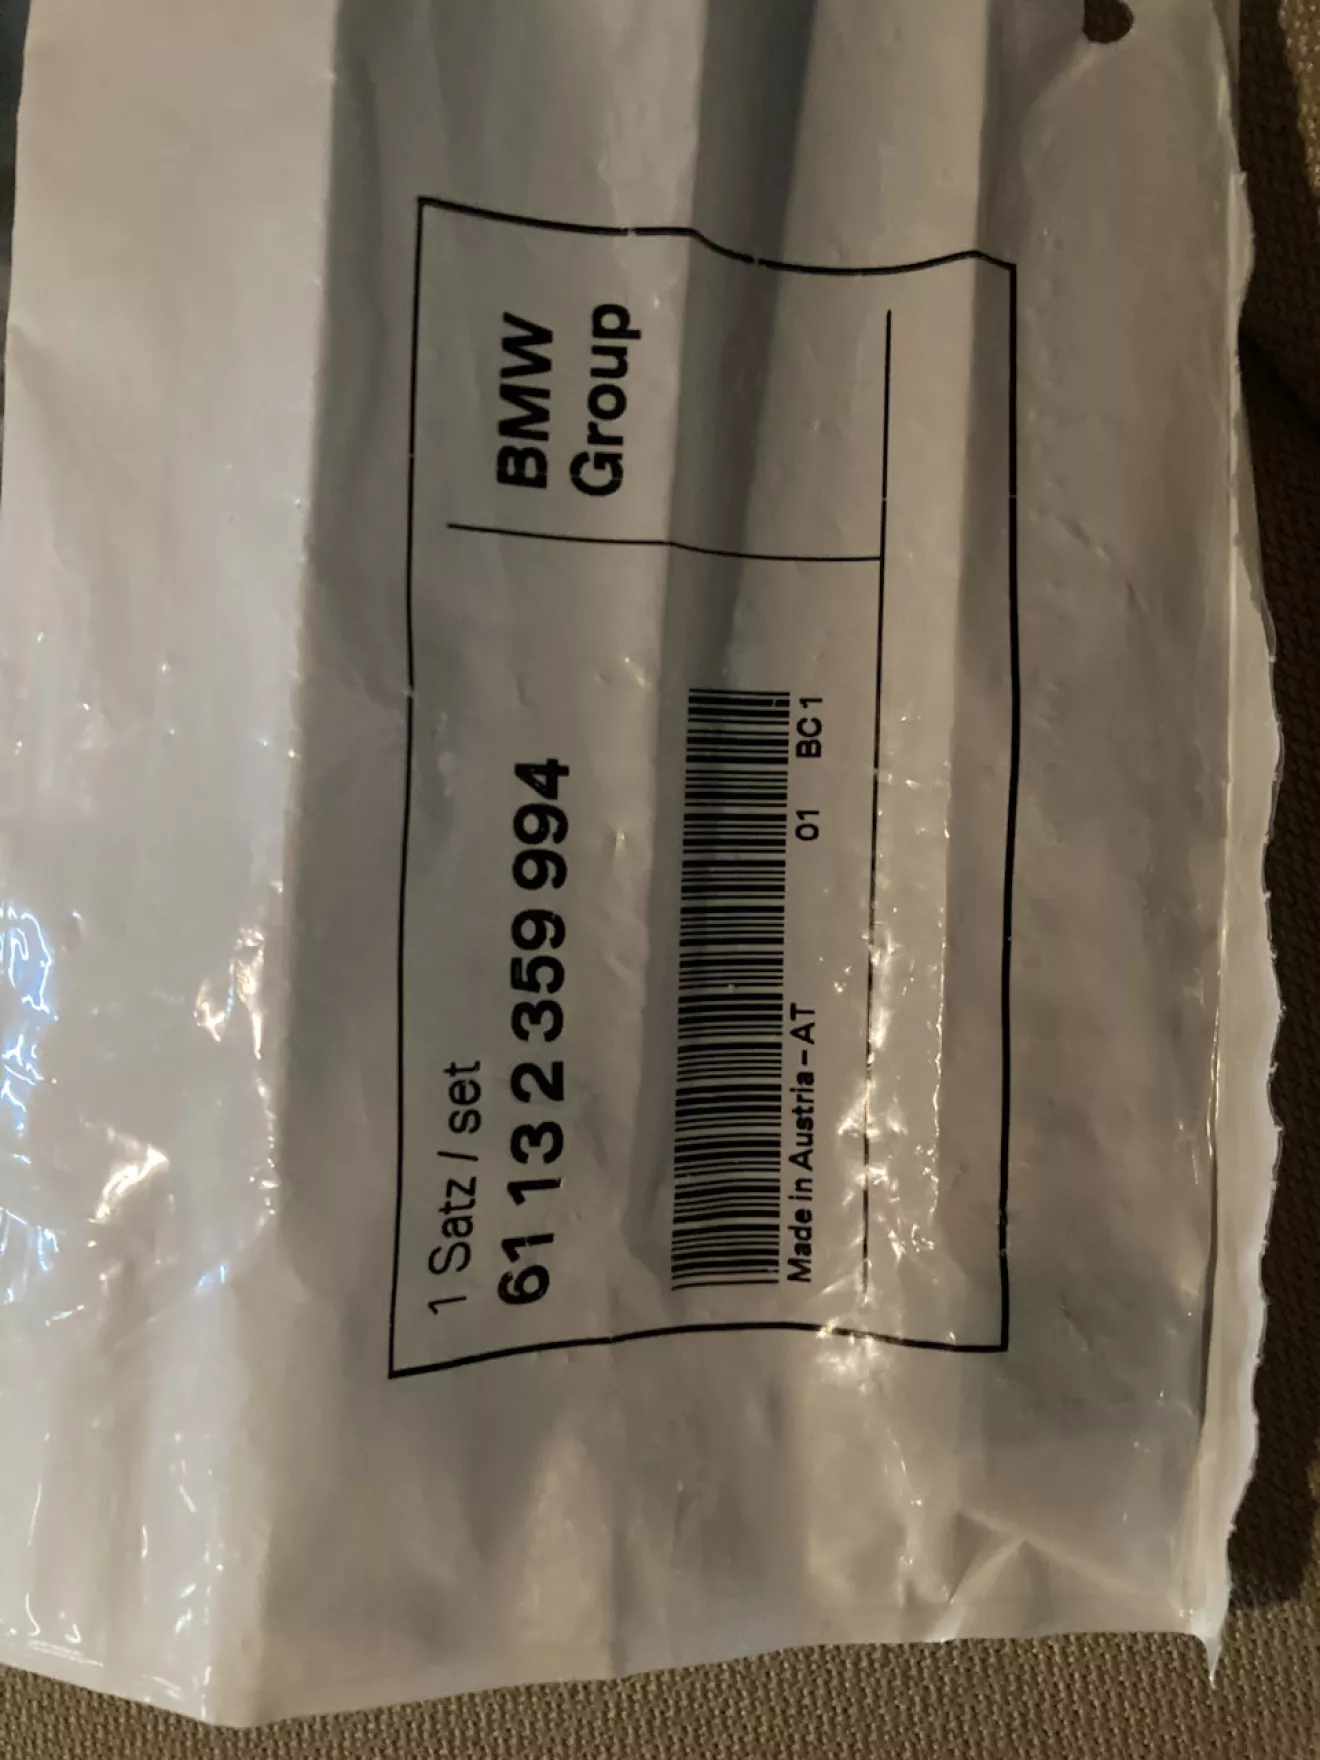 1 Satz / set
61 13 2 359 994
Made in Austria – AT 01 BC1
BMW
Group